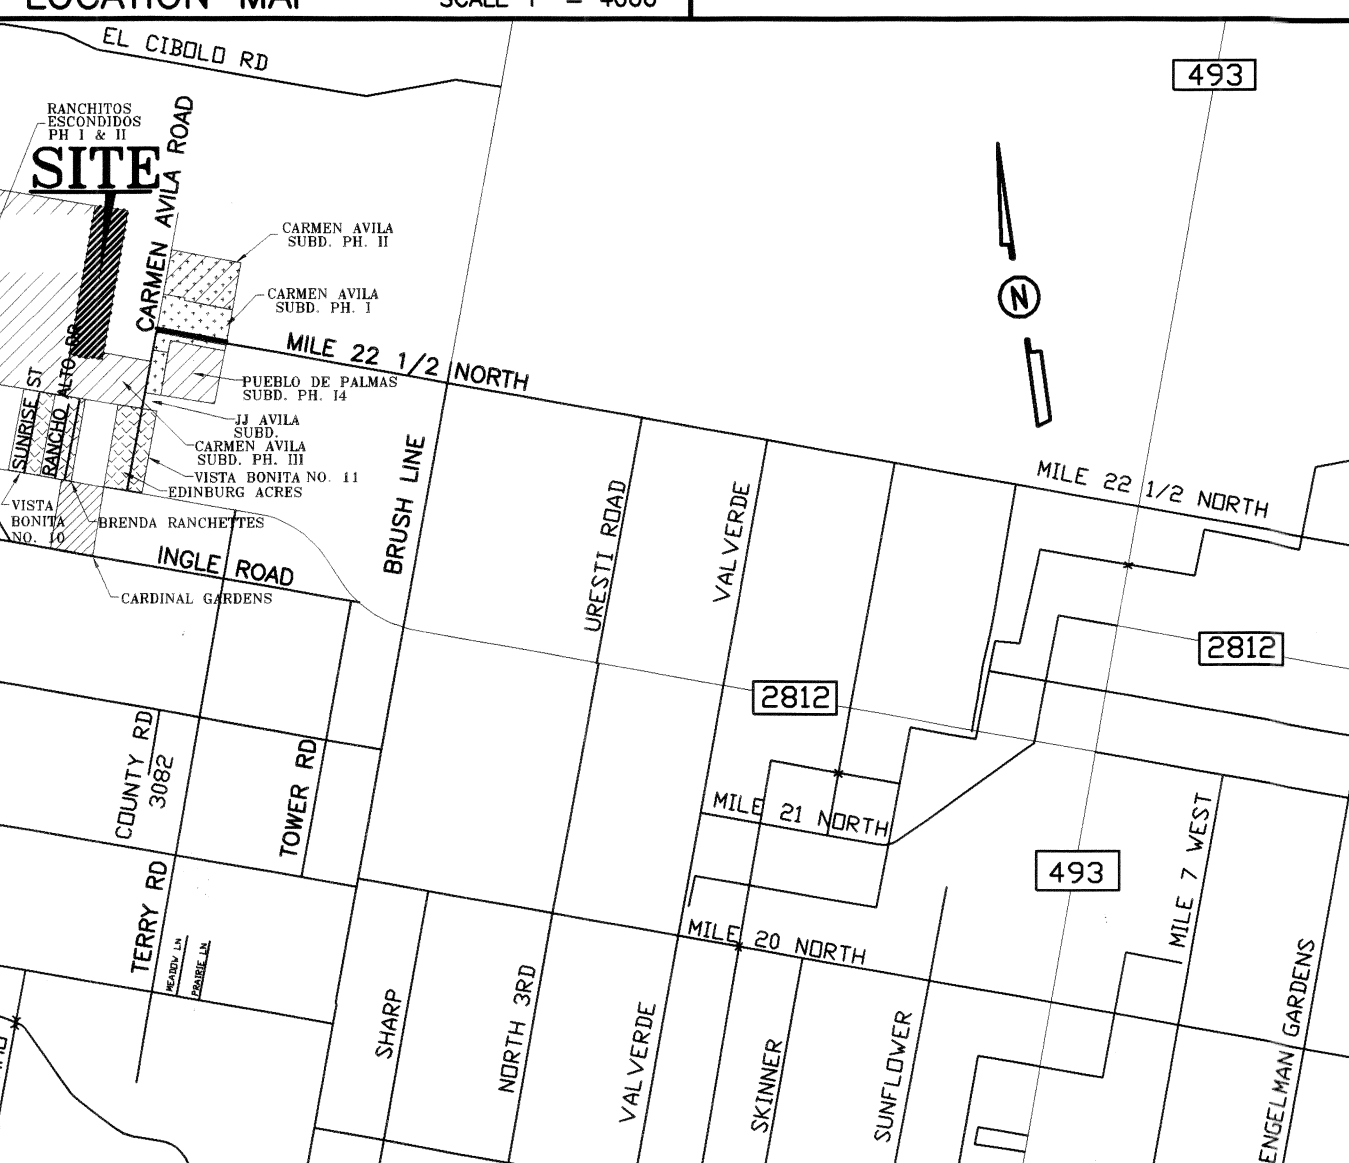 LOCATION MAP
SCALE 1" = 4000'
EL CIBOLO RD
493
RANCHITOS
ESCONDIDOS
PH I & II
SITE
CARMEN AVILA ROAD
CARMEN AVILA
SUBD. PH. II
CARMEN AVILA
SUBD. PH. I
N
MILE 22 1/2 NORTH
PUEBLO DE PALMAS
SUBD. PH. 14
JJ AVILA
SUBD.
CARMEN AVILA
SUBD. PH. III
VISTA BONITA NO. 11
EDINBURG ACRES
SUNRISE ST
RANCHO ALTO DR
VISTA
BONITA
NO. 10
BRENDA RANCHETTES
INGLE ROAD
CARDINAL GARDENS
BRUSH LINE
URESTI ROAD
VALVERDE
MILE 22 1/2 NORTH
2812
2812
COUNTY RD
3082
TOWER RD
MILE 21 NORTH
493
MILE 7 WEST
TERRY RD
MEADOW LN
PRAIRIE LN
MILE 20 NORTH
SHARP
NORTH 3RD
VALVERDE
SKINNER
SUNFLOWER
ENGELMAN GARDENS